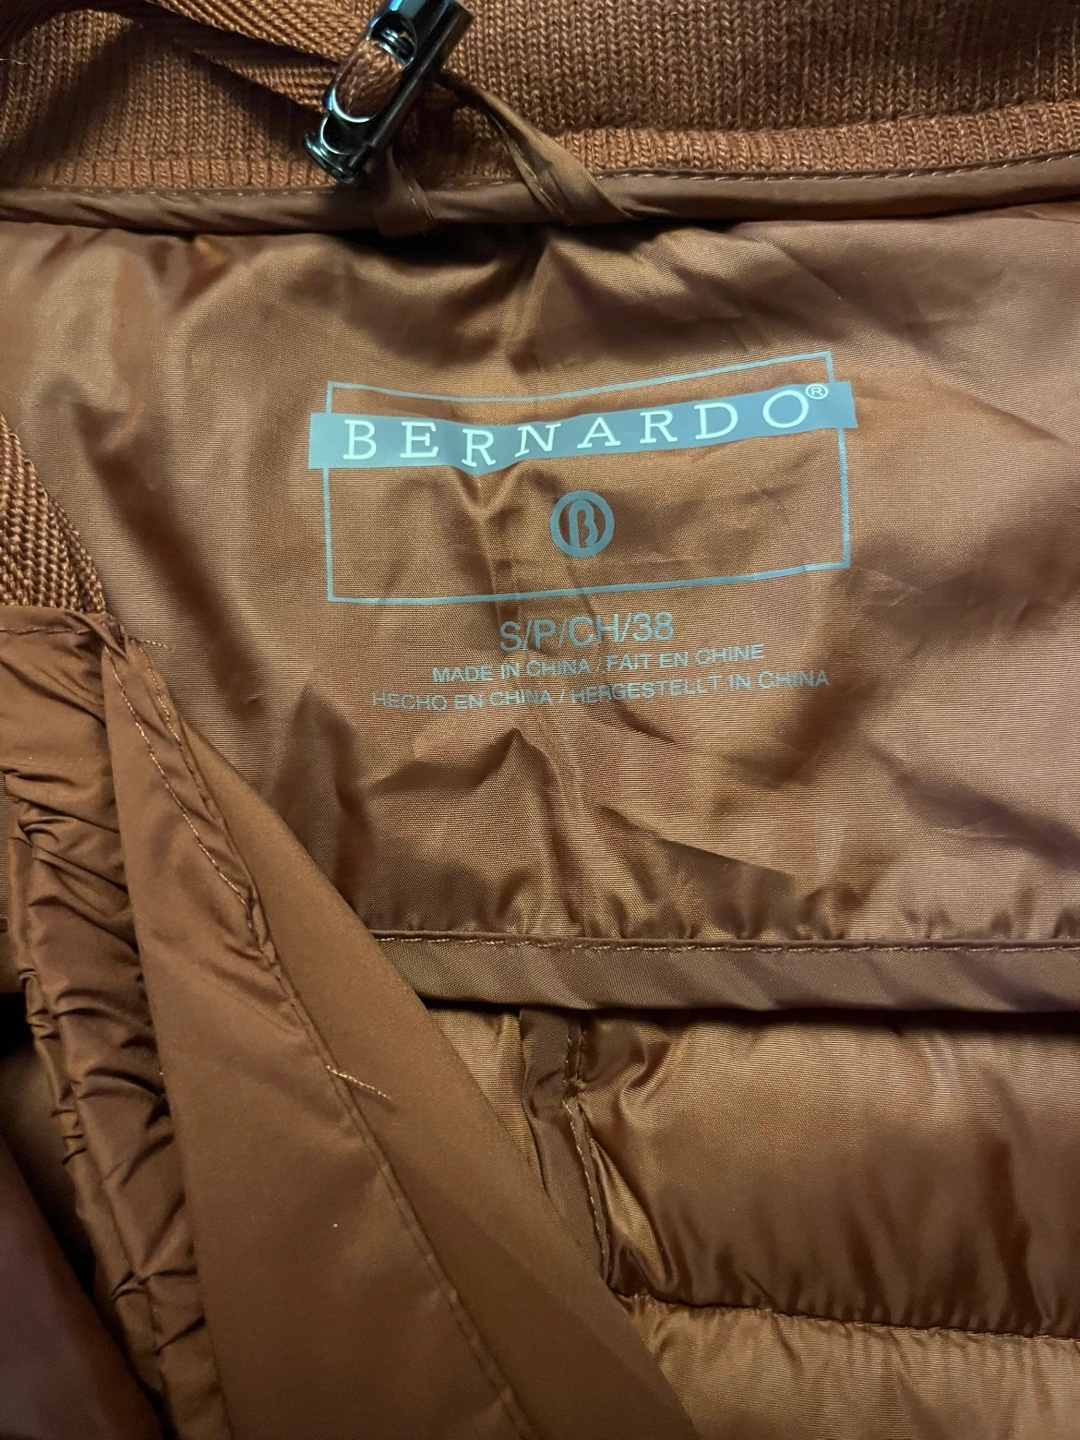 BERNARDO®
B
S/P/CH/38
MADE IN CHINA / FAIT EN CHINE
HECHO EN CHINA / HERGESTELLT IN CHINA